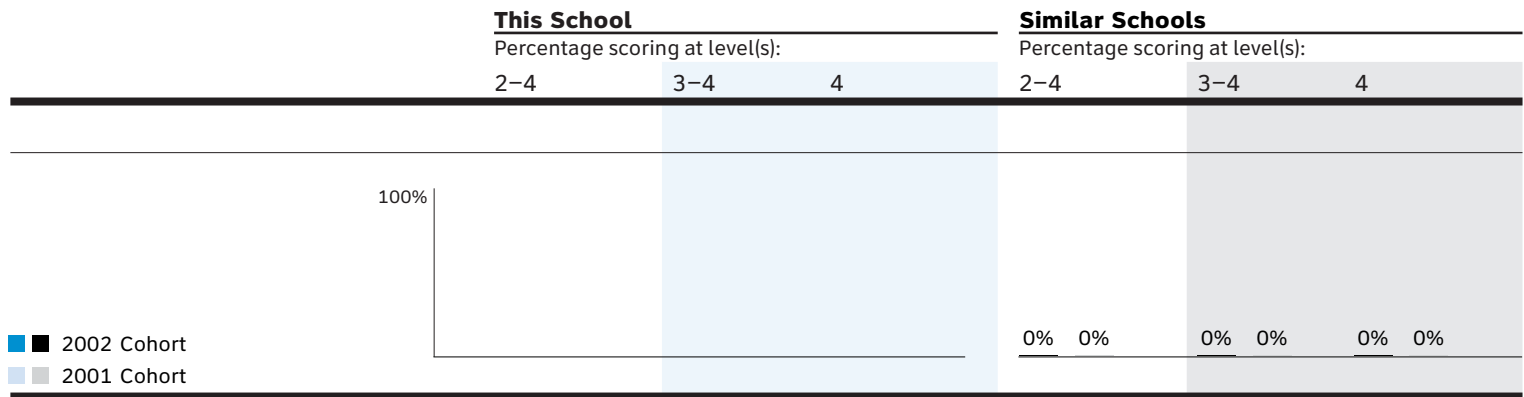 This School Similar Schools
Percentage scoring at level(s): Percentage scoring at level(s):
2–4 3–4 4 2–4 3–4 4
100%
0% 0% 0% 0% 0% 0%
2002 Cohort
2001 Cohort